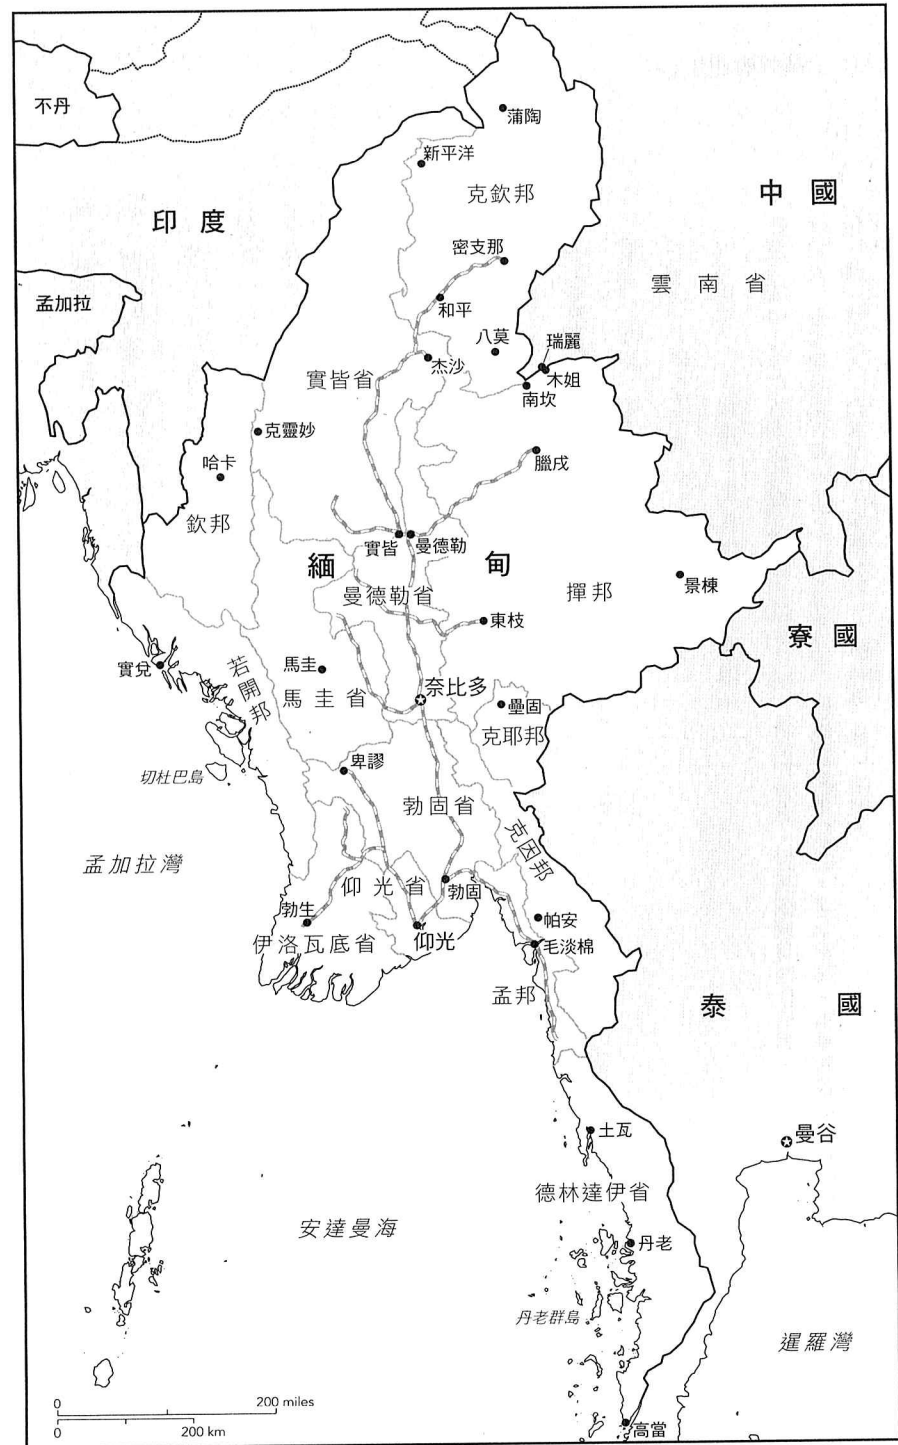 不丹
蒲陶
新平洋
克欽邦
中國
印度
密支那
雲南省
孟加拉
和平
八莫
瑞麗
杰沙
木姐
實皆省
南坎
克靈妙
哈卡
臘戌
欽邦
實皆
曼德勒
緬甸
景棟
曼德勒省
撣邦
東枝
寮國
實兌
馬圭
若開邦
馬圭省
奈比多
壘固
克耶邦
卑謬
切杜巴島
勃固省
克因邦
孟加拉灣
仰光省
勃固
勃生
帕安
伊洛瓦底省
仰光
毛淡棉
孟邦
泰國
土瓦
曼谷
德林達伊省
安達曼海
丹老
丹老群島
暹羅灣
0 200 miles
0 200 km
高當